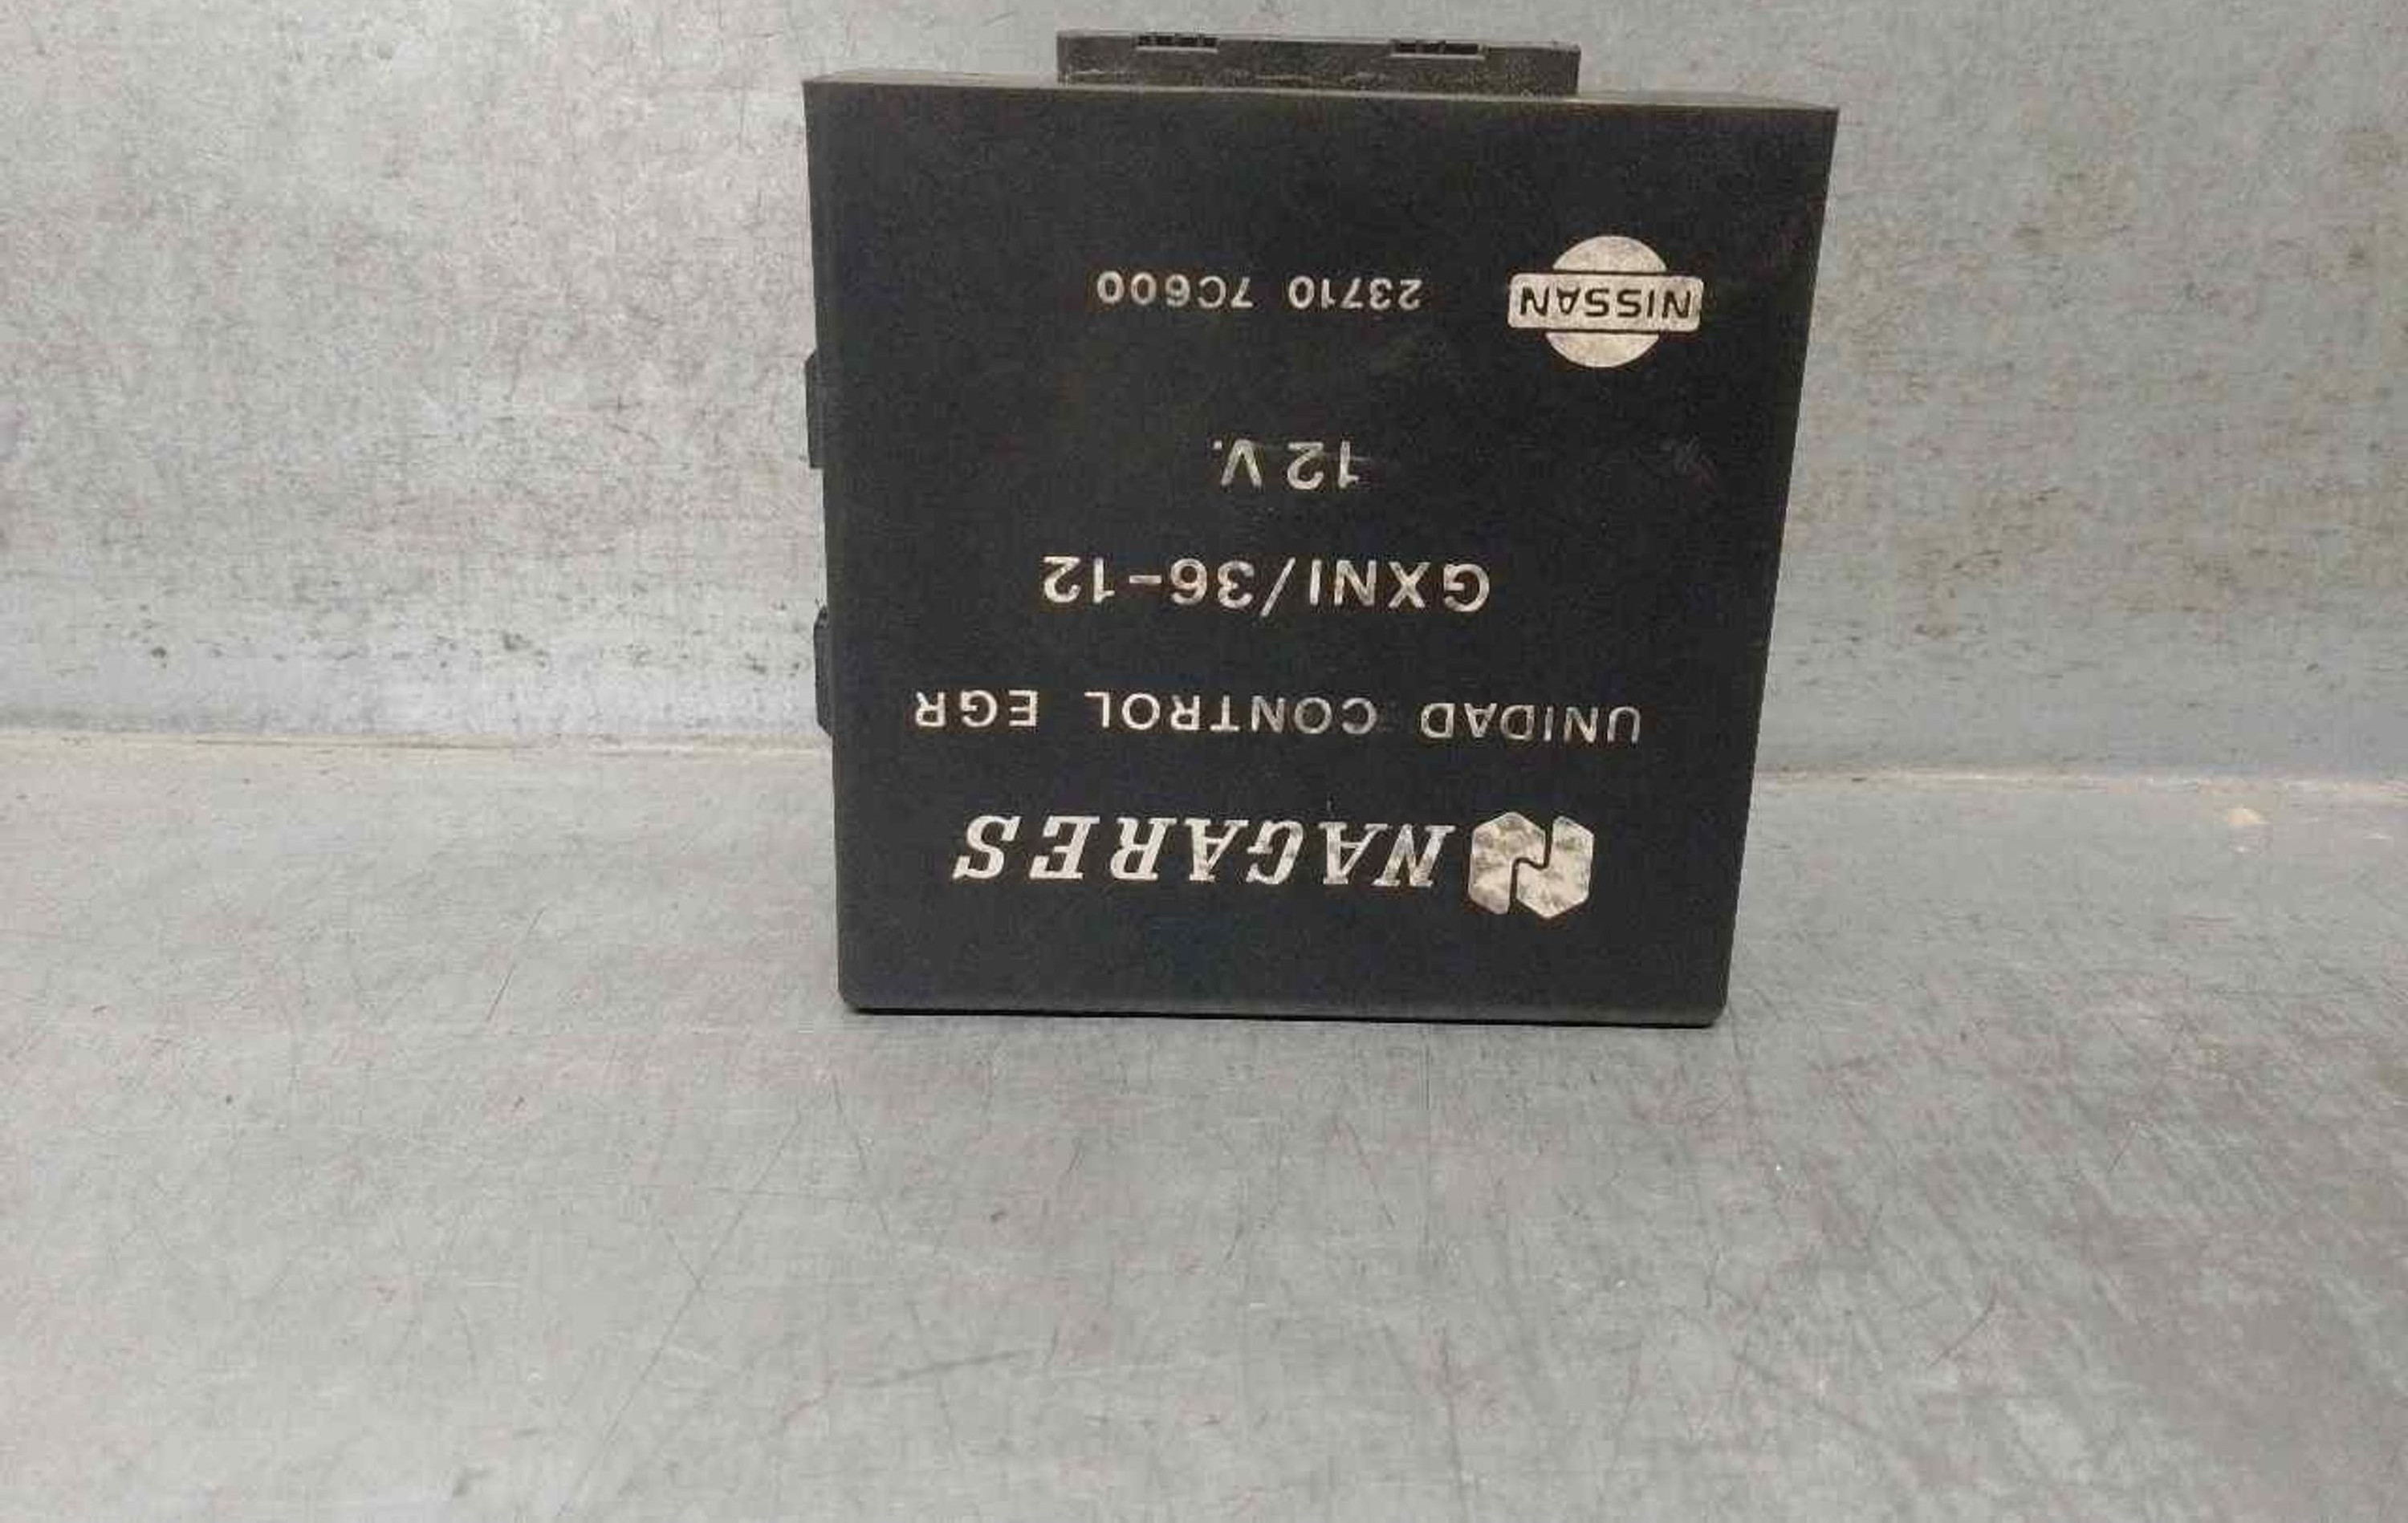 NAGARES
UNIDAD CONTROL EGR
GXNI/36-12
12 V.
NISSAN 23710 7C600